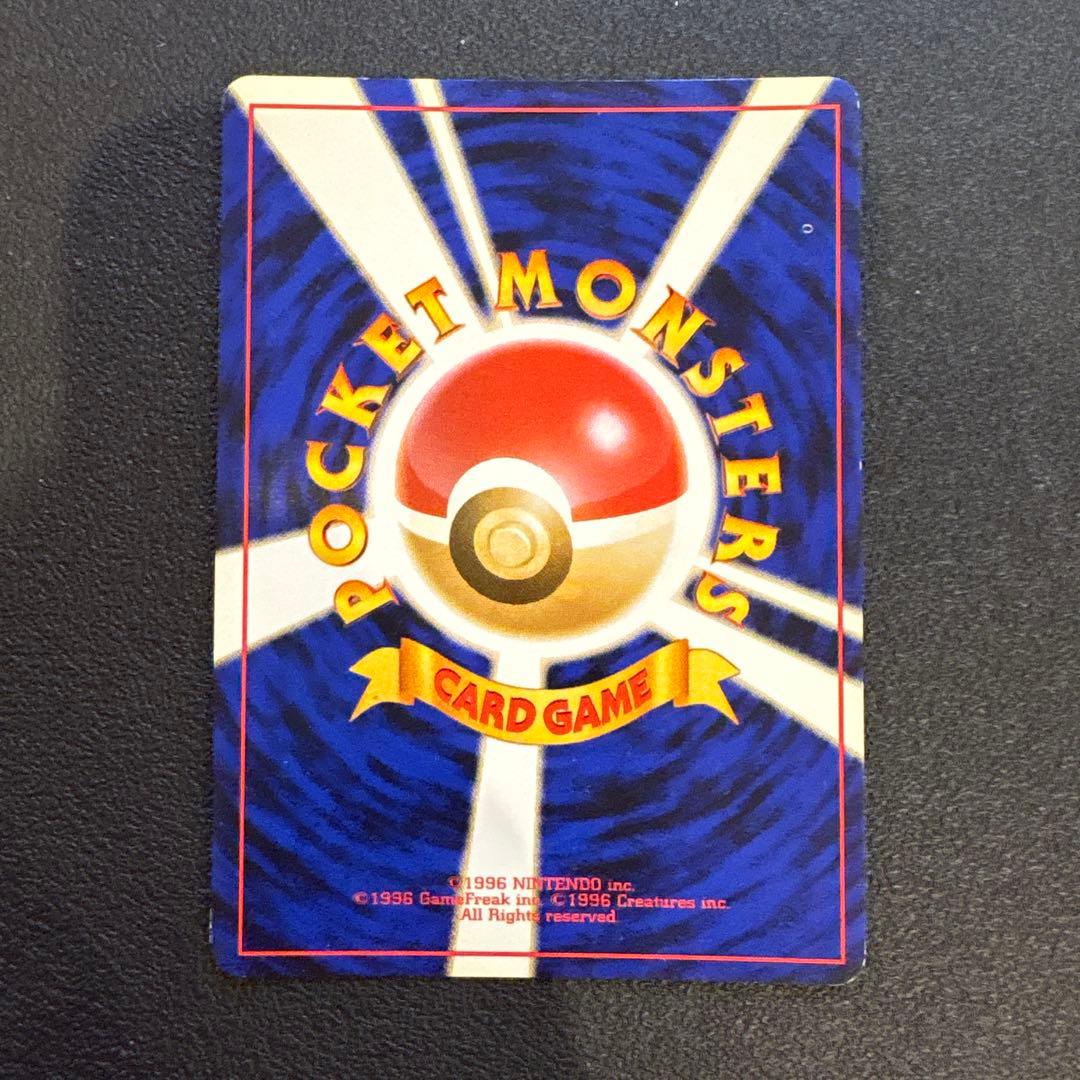 POCKET MONSTERS
CARD GAME
©1996 NINTENDO inc.
©1996 GameFreak inc. ©1996 Creatures inc.
All Rights reserved.